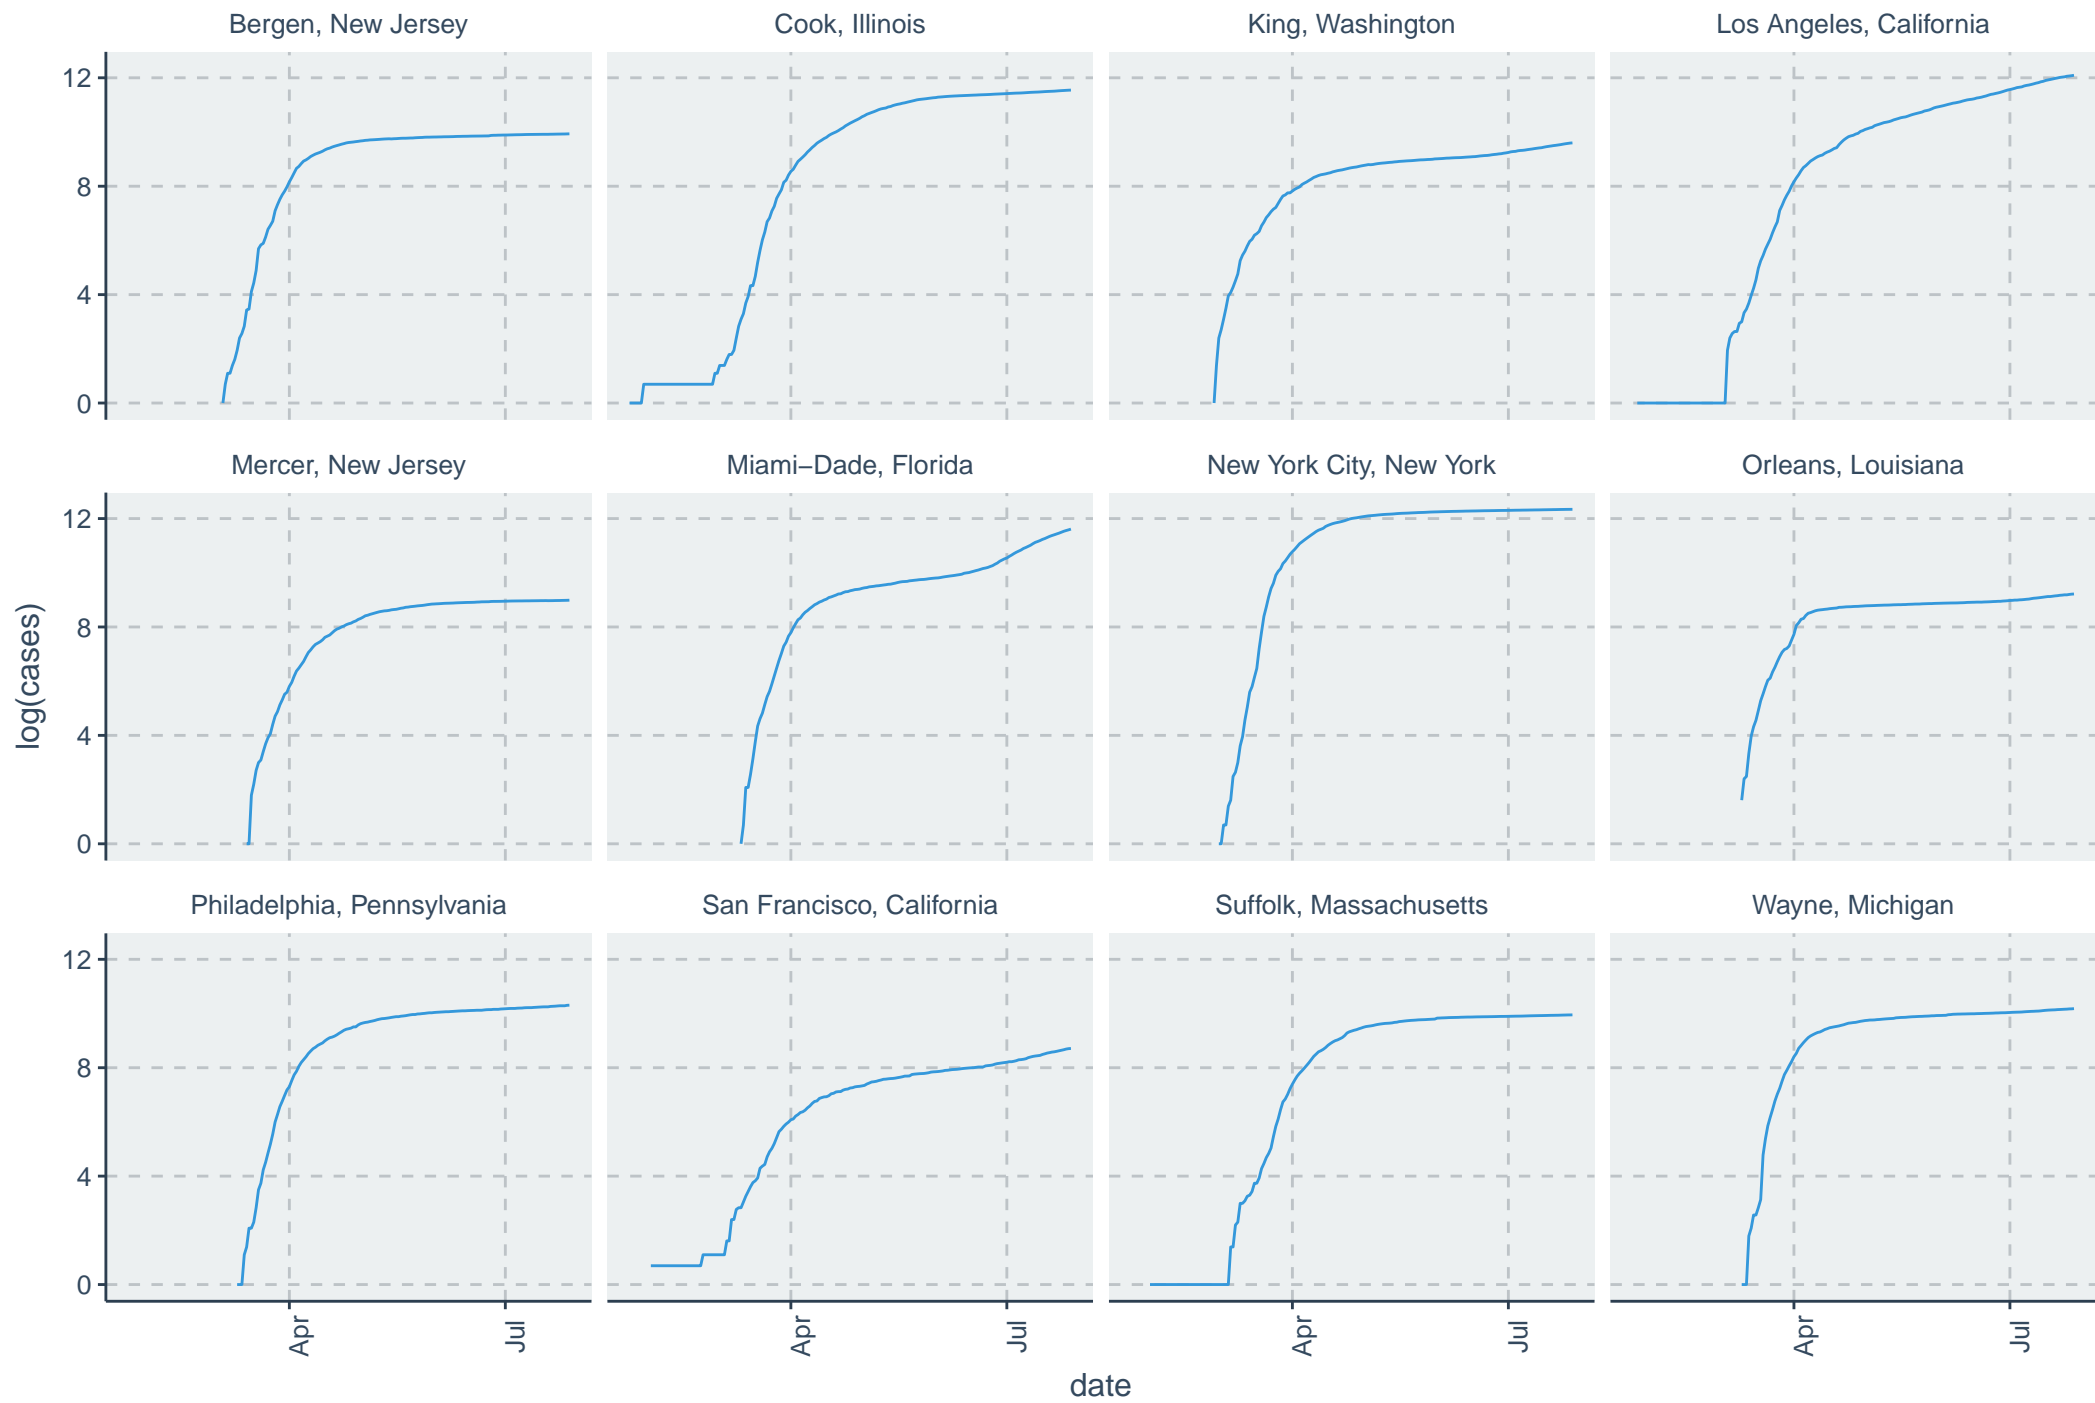 Bergen, New Jersey
Cook, Illinois
King, Washington
Los Angeles, California
12
8
4
0
Mercer, New Jersey
Miami−Dade, Florida
New York City, New York
Orleans, Louisiana
12
8
4
0
log(cases)
Philadelphia, Pennsylvania
San Francisco, California
Suffolk, Massachusetts
Wayne, Michigan
12
8
4
0
Apr
Jul
Apr
Jul
Apr
Jul
Apr
Jul
date